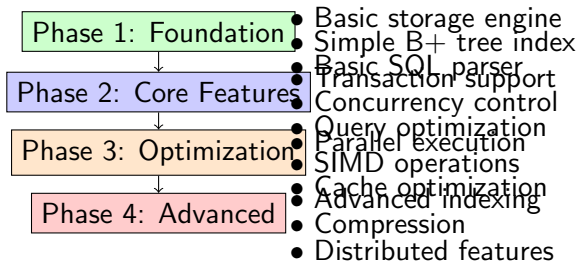 Phase 1: Foundation
• Basic storage engine
• Simple B+ tree index
• Basic SQL parser
Phase 2: Core Features
• Transaction support
• Concurrency control
• Query optimization
Phase 3: Optimization
• Parallel execution
• SIMD operations
• Cache optimization
Phase 4: Advanced
• Advanced indexing
• Compression
• Distributed features